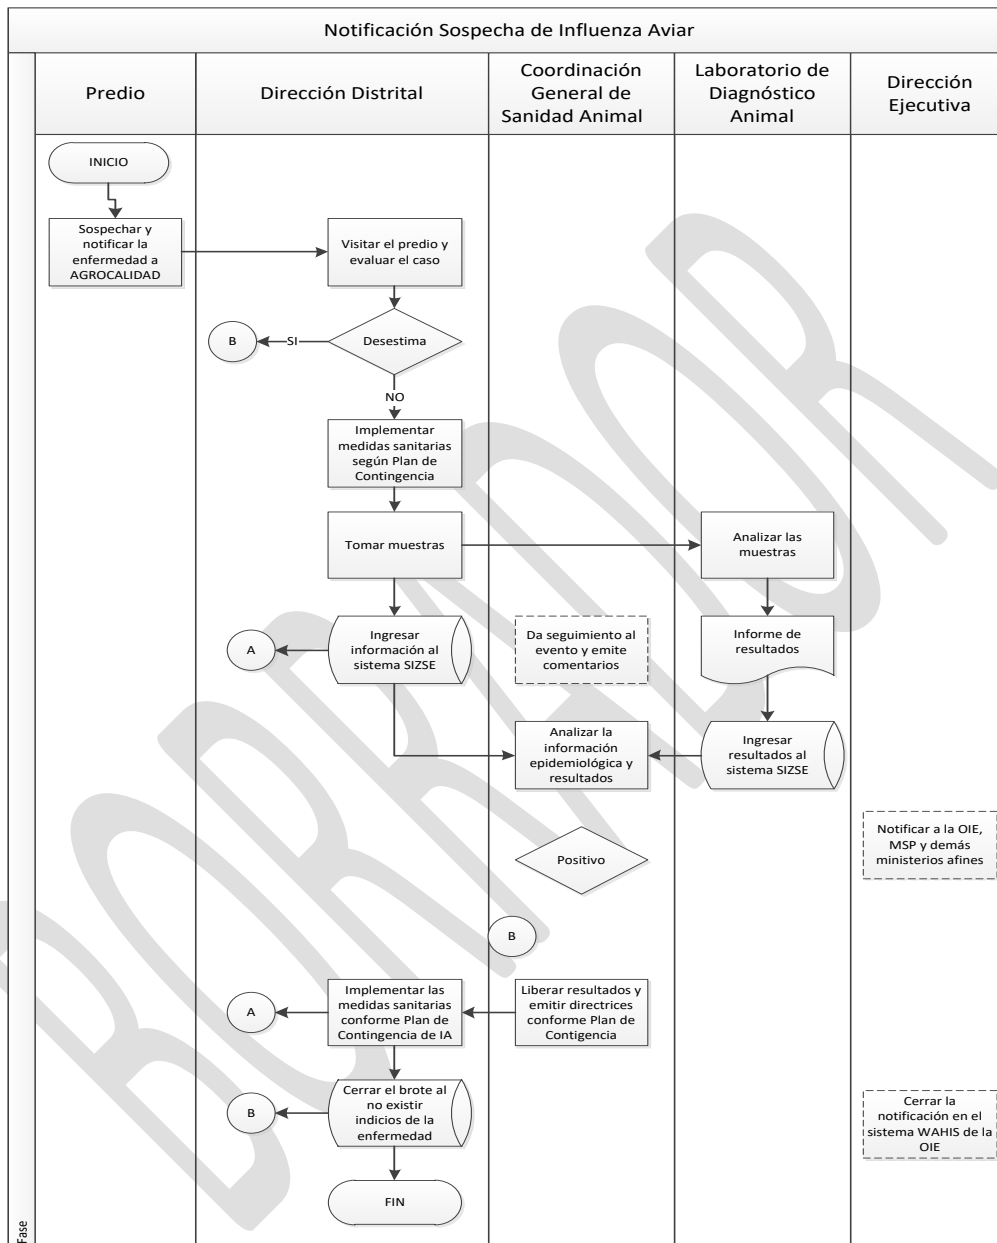 Notificación Sospecha de Influenza Aviar
Predio
Dirección Distrital
Coordinación
General de
Sanidad Animal
Laboratorio de
Diagnóstico
Animal
Dirección
Ejecutiva
INICIO
Sospechar y
notificar la
enfermedad a
AGROCALIDAD
Visitar el predio y
evaluar el caso
B
SI
Desestima
NO
Implementar
medidas sanitarias
según Plan de
Contingencia
Tomar muestras
Analizar las
muestras
A
Ingresar
información al
sistema SIZSE
Da seguimiento al
evento y emite
comentarios
Informe de
resultados
Analizar la
información
epidemiológica y
resultados
Ingresar
resultados al
sistema SIZSE
Notificar a la OIE,
MSP y demás
ministerios afines
Positivo
B
A
Implementar las
medidas sanitarias
conforme Plan de
Contingencia de IA
Liberar resultados y
emitir directrices
conforme Plan de
Contigencia
B
Cerrar el brote al
no existir
indicios de la
enfermedad
Cerrar la
notificación en el
sistema WAHIS de la
OIE
FIN
Fase
BORRADOR